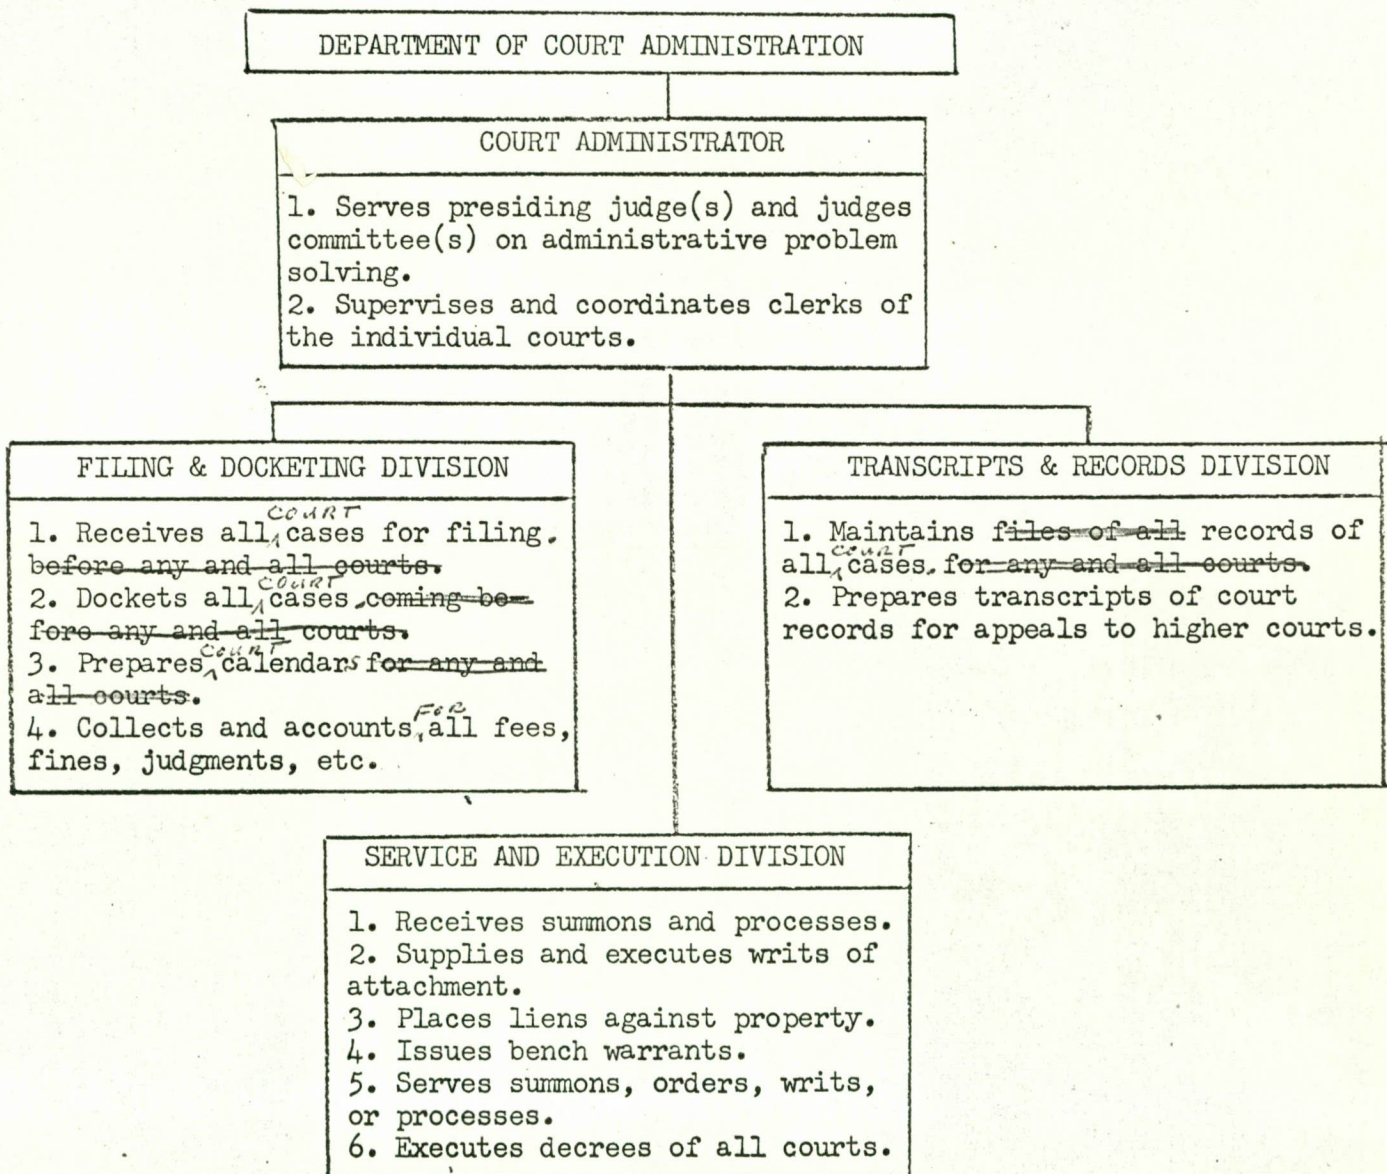 DEPARTMENT OF COURT ADMINISTRATION
COURT ADMINISTRATOR
1. Serves presiding judge(s) and judges
committee(s) on administrative problem
solving.
2. Supervises and coordinates clerks of
the individual courts.
FILING & DOCKETING DIVISION
COURT
1. Receives all cases for filing.
before any and all courts.
COURT
2. Dockets all cases. coming be-
fore any and all courts.
COURT
3. Prepares calendars for any and
all courts.
FOR
4. Collects and accounts all fees,
fines, judgments, etc.
TRANSCRIPTS & RECORDS DIVISION
1. Maintains files of all records of
COURT
all cases. for any and all courts.
2. Prepares transcripts of court
records for appeals to higher courts.
SERVICE AND EXECUTION DIVISION
1. Receives summons and processes.
2. Supplies and executes writs of
attachment.
3. Places liens against property.
4. Issues bench warrants.
5. Serves summons, orders, writs,
or processes.
6. Executes decrees of all courts.